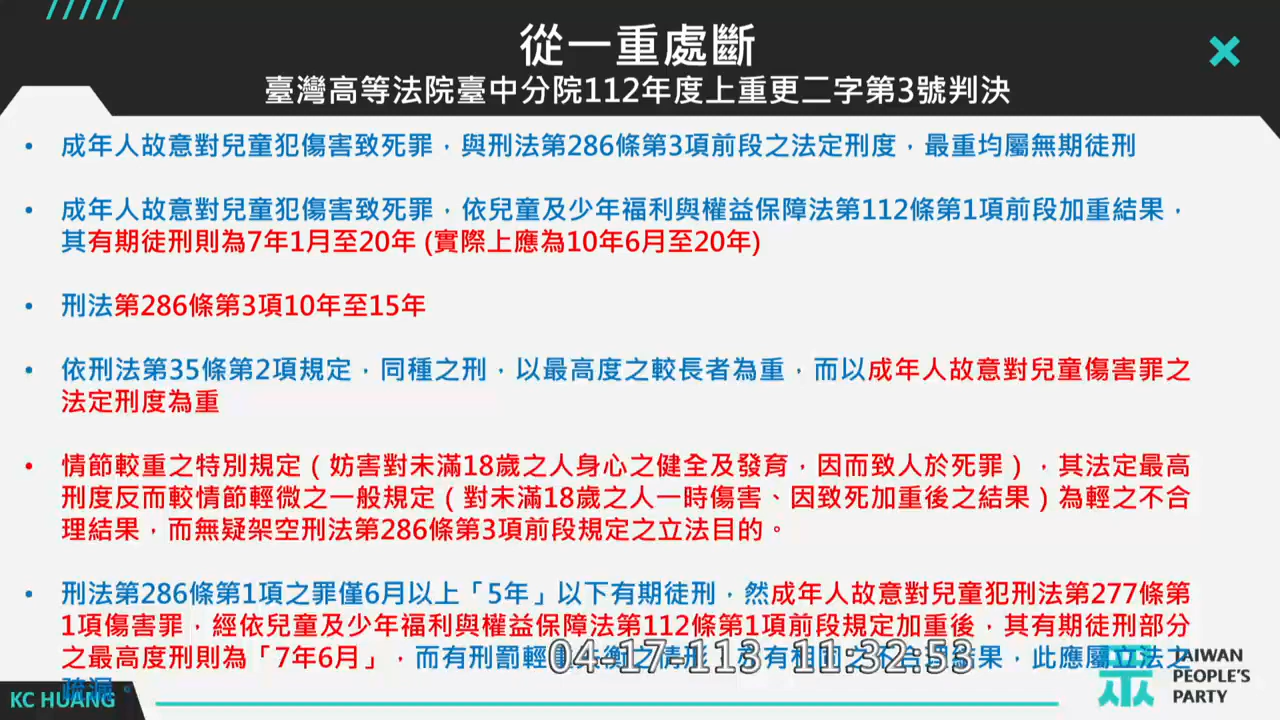 從一重處斷
臺灣高等法院臺中分院112年度上重更二字第3號判決
• 成年人故意對兒童犯傷害致死罪，與刑法第286條第3項前段之法定刑度，最重均屬無期徒刑
• 成年人故意對兒童犯傷害致死罪，依兒童及少年福利與權益保障法第112條第1項前段加重結果，
其有期徒刑則為7年1月至20年 (實際上應為10年6月至20年)
• 刑法第286條第3項10年至15年
• 依刑法第35條第2項規定，同種之刑，以最高度之較長者為重，而以成年人故意對兒童傷害罪之
法定刑度為重
• 情節較重之特別規定（妨害對未滿18歲之人身心之健全及發育，因而致人於死罪），其法定最高
刑度反而較情節輕微之一般規定（對未滿18歲之人一時傷害、因致死加重後之結果）為輕之不合
理結果，而無疑架空刑法第286條第3項前段規定之立法目的。
• 刑法第286條第1項之罪僅6月以上「5年」以下有期徒刑，然成年人故意對兒童犯刑法第277條第
1項傷害罪，經依兒童及少年福利與權益保障法第112條第1項前段規定加重後，其有期徒刑部分
之最高度刑則為「7年6月」，而有刑罰輕重衡之情形，有合果，此應屬立法之
疏漏。
04-17-113 11:32:53
KC HUANG
眾
TAIWAN
PEOPLE'S
PARTY